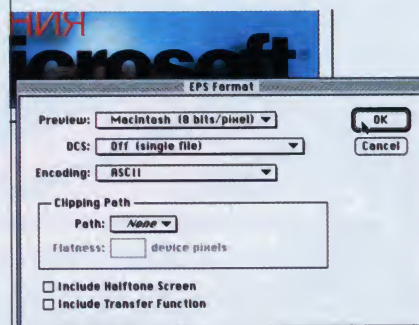 НИЯ
icrosoft
EPS Format
Preview: Macintosh (8 bits/pixel)
OK
DCS: Off (single file)
Cancel
Encoding: ASCII
Clipping Path
Path: None
Flatness: device pixels
Include Halftone Screen
Include Transfer Function